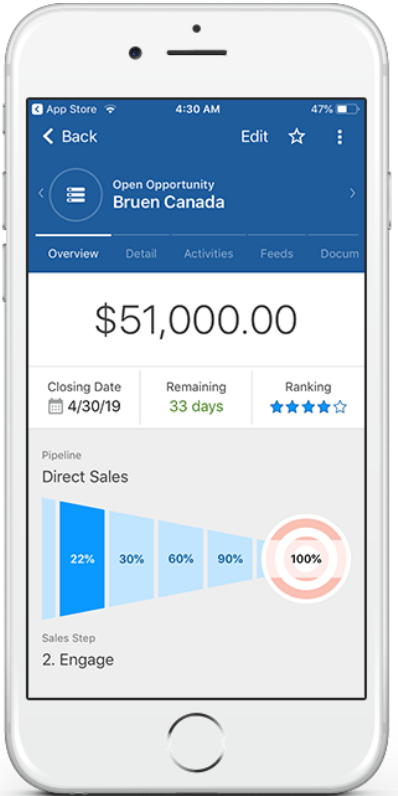 App Store 4:30 AM 47%
Back Edit
Open Opportunity
Bruen Canada
Overview Detail Activities Feeds Docum
$51,000.00
Closing Date Remaining Ranking
4/30/19 33 days
Pipeline
Direct Sales
22% 30% 60% 90% 100%
Sales Step
2. Engage